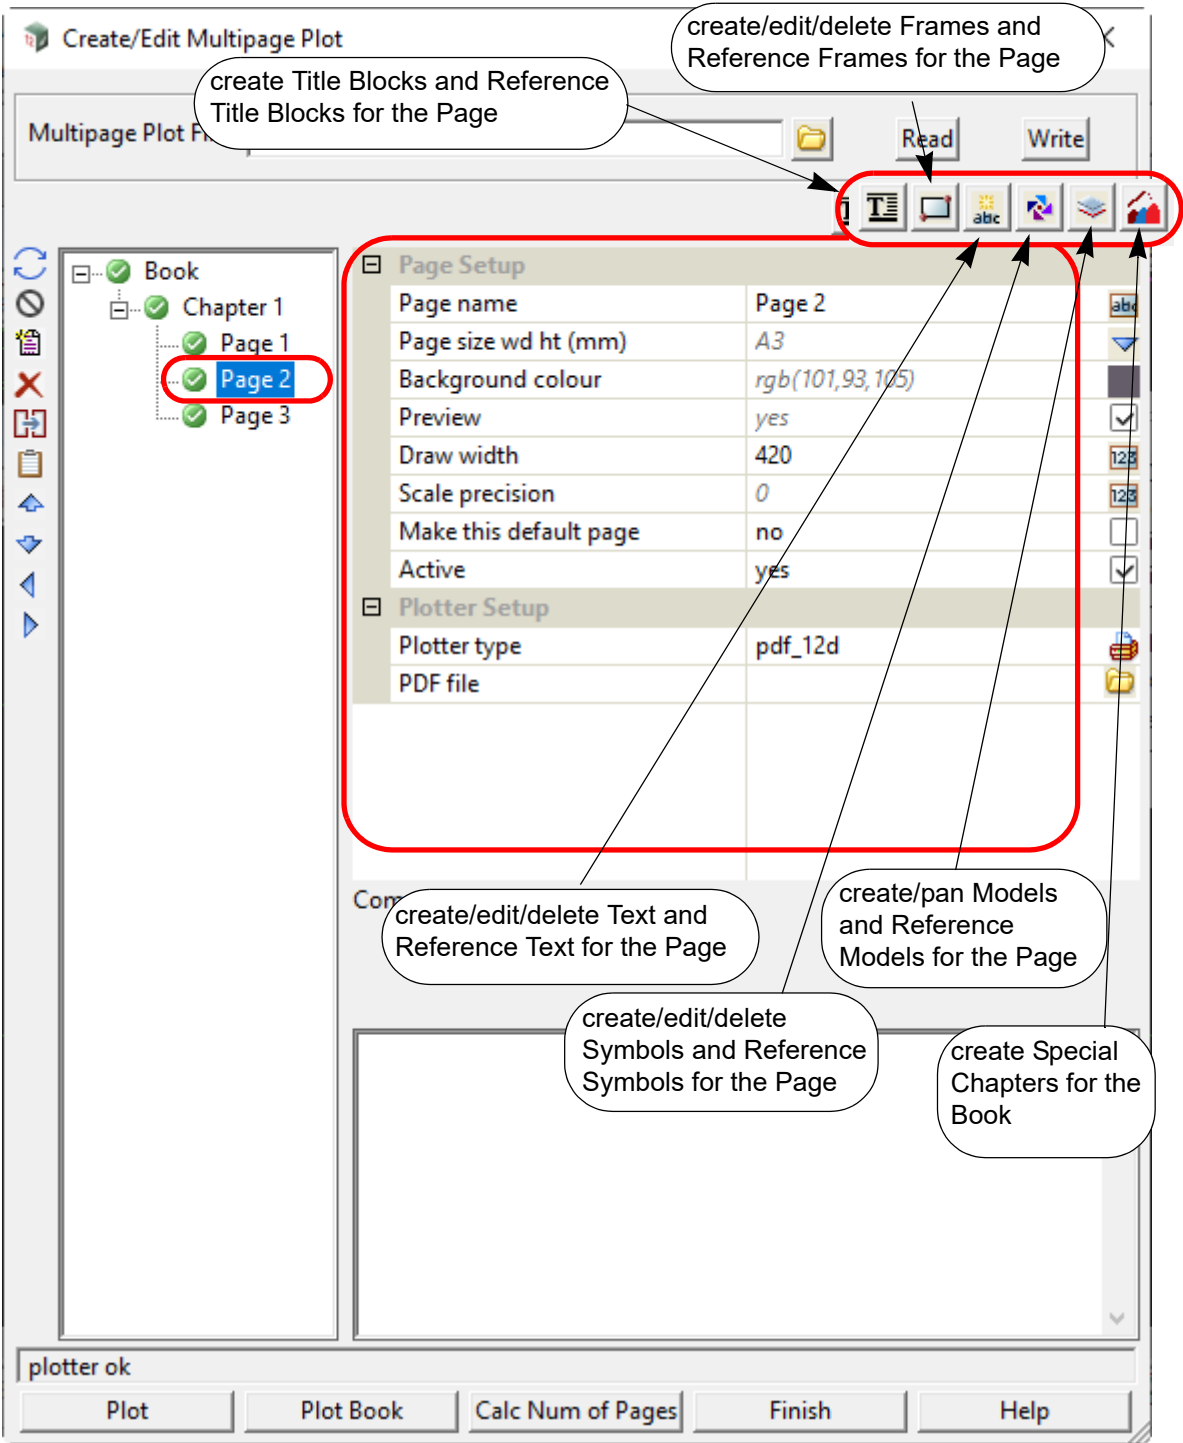 Create/Edit Multipage Plot
create/edit/delete Frames and
Reference Frames for the Page
create Title Blocks and Reference
Title Blocks for the Page
Multipage Plot
Read
Write
T
abc
Book
Chapter 1
Page 1
Page 2
Page 3
Page Setup
Page name Page 2 abc
Page size wd ht (mm) A3
Background colour rgb(101,93,105)
Preview yes
Draw width 420 123
Scale precision 0 123
Make this default page no
Active yes
Plotter Setup
Plotter type pdf_12d
PDF file
create/edit/delete Text and
Reference Text for the Page
create/pan Models
and Reference
Models for the Page
create/edit/delete
Symbols and Reference
Symbols for the Page
create Special
Chapters for the
Book
plotter ok
Plot
Plot Book
Calc Num of Pages
Finish
Help